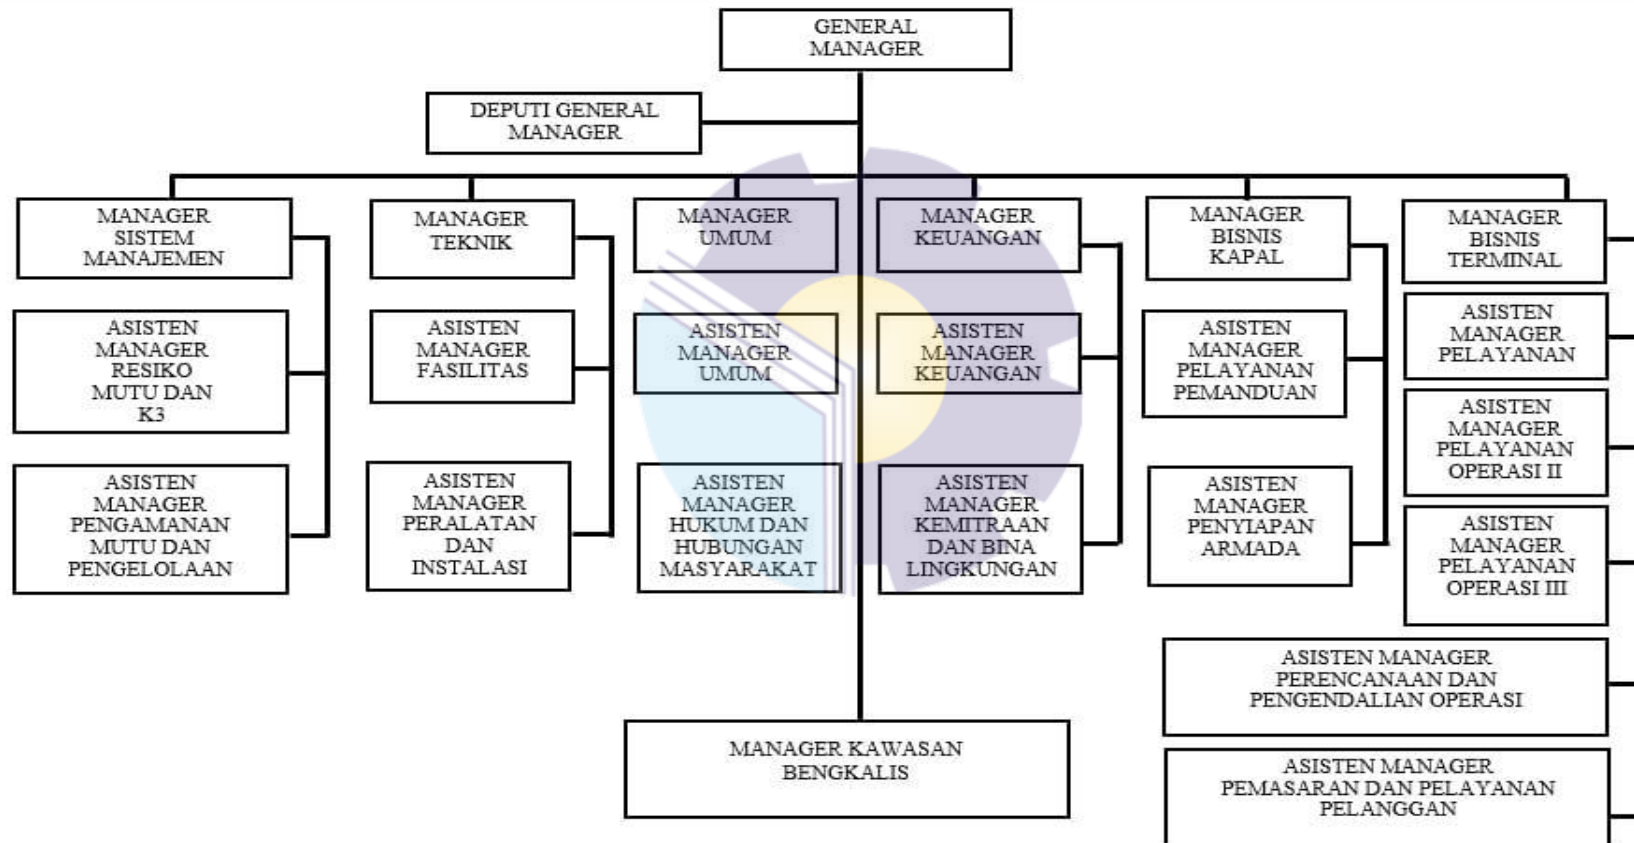 GENERAL
MANAGER
DEPUTI GENERAL
MANAGER
MANAGER
SISTEM
MANAJEMEN
MANAGER
TEKNIK
MANAGER
UMUM
MANAGER
KEUANGAN
MANAGER
BISNIS
KAPAL
MANAGER
BISNIS
TERMINAL
ASISTEN
MANAGER
RESIKO
MUTU DAN
K3
ASISTEN
MANAGER
FASILITAS
ASISTEN
MANAGER
UMUM
ASISTEN
MANAGER
KEUANGAN
ASISTEN
MANAGER
PELAYANAN
PEMANDUAN
ASISTEN
MANAGER
PELAYANAN
ASISTEN
MANAGER
PELAYANAN
OPERASI II
ASISTEN
MANAGER
PENGAMANAN
MUTU DAN
PENGELOLAAN
ASISTEN
MANAGER
PERALATAN
DAN
INSTALASI
ASISTEN
MANAGER
HUKUM DAN
HUBUNGAN
MASYARAKAT
ASISTEN
MANAGER
KEMITRAAN
DAN BINA
LINGKUNGAN
ASISTEN
MANAGER
PENYIAPAN
ARMADA
ASISTEN
MANAGER
PELAYANAN
OPERASI III
ASISTEN MANAGER
PERENCANAAN DAN
PENGENDALIAN OPERASI
MANAGER KAWASAN
BENGKALIS
ASISTEN MANAGER
PEMASARAN DAN PELAYANAN
PELANGGAN